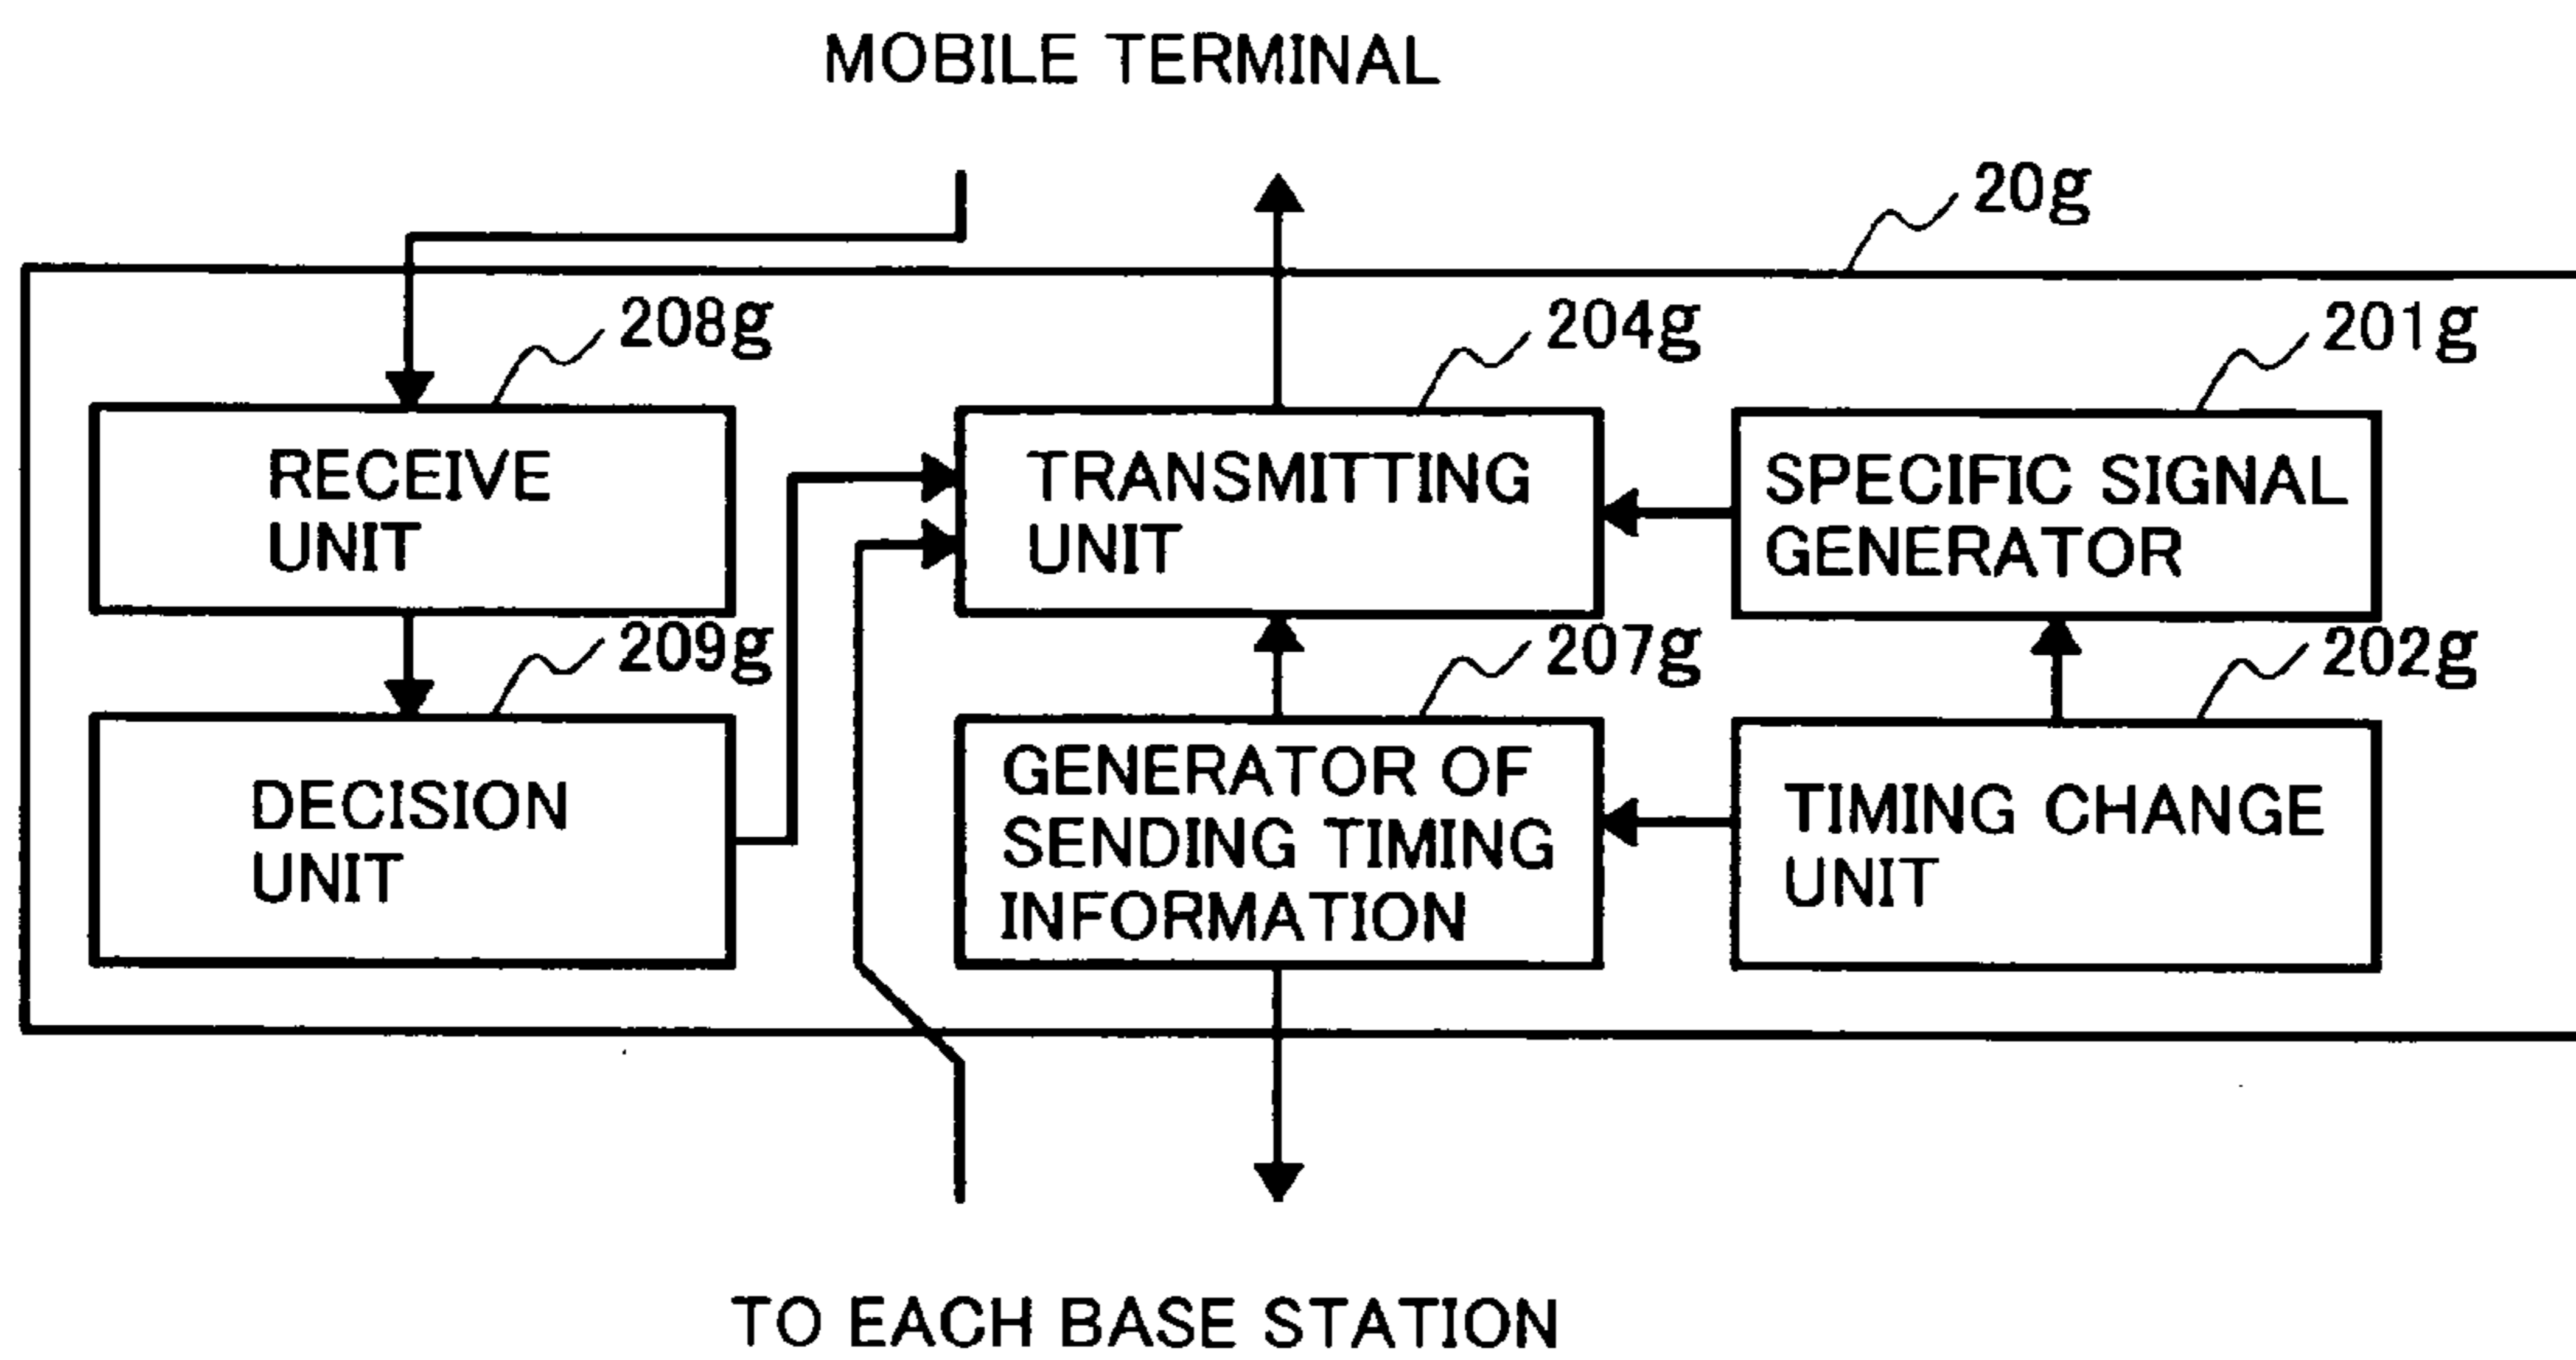 MOBILE TERMINAL
20g
208g
204g
201g
RECEIVE
UNIT
TRANSMITTING
UNIT
SPECIFIC SIGNAL
GENERATOR
209g
207g
202g
DECISION
UNIT
GENERATOR OF
SENDING TIMING
INFORMATION
TIMING CHANGE
UNIT
TO EACH BASE STATION